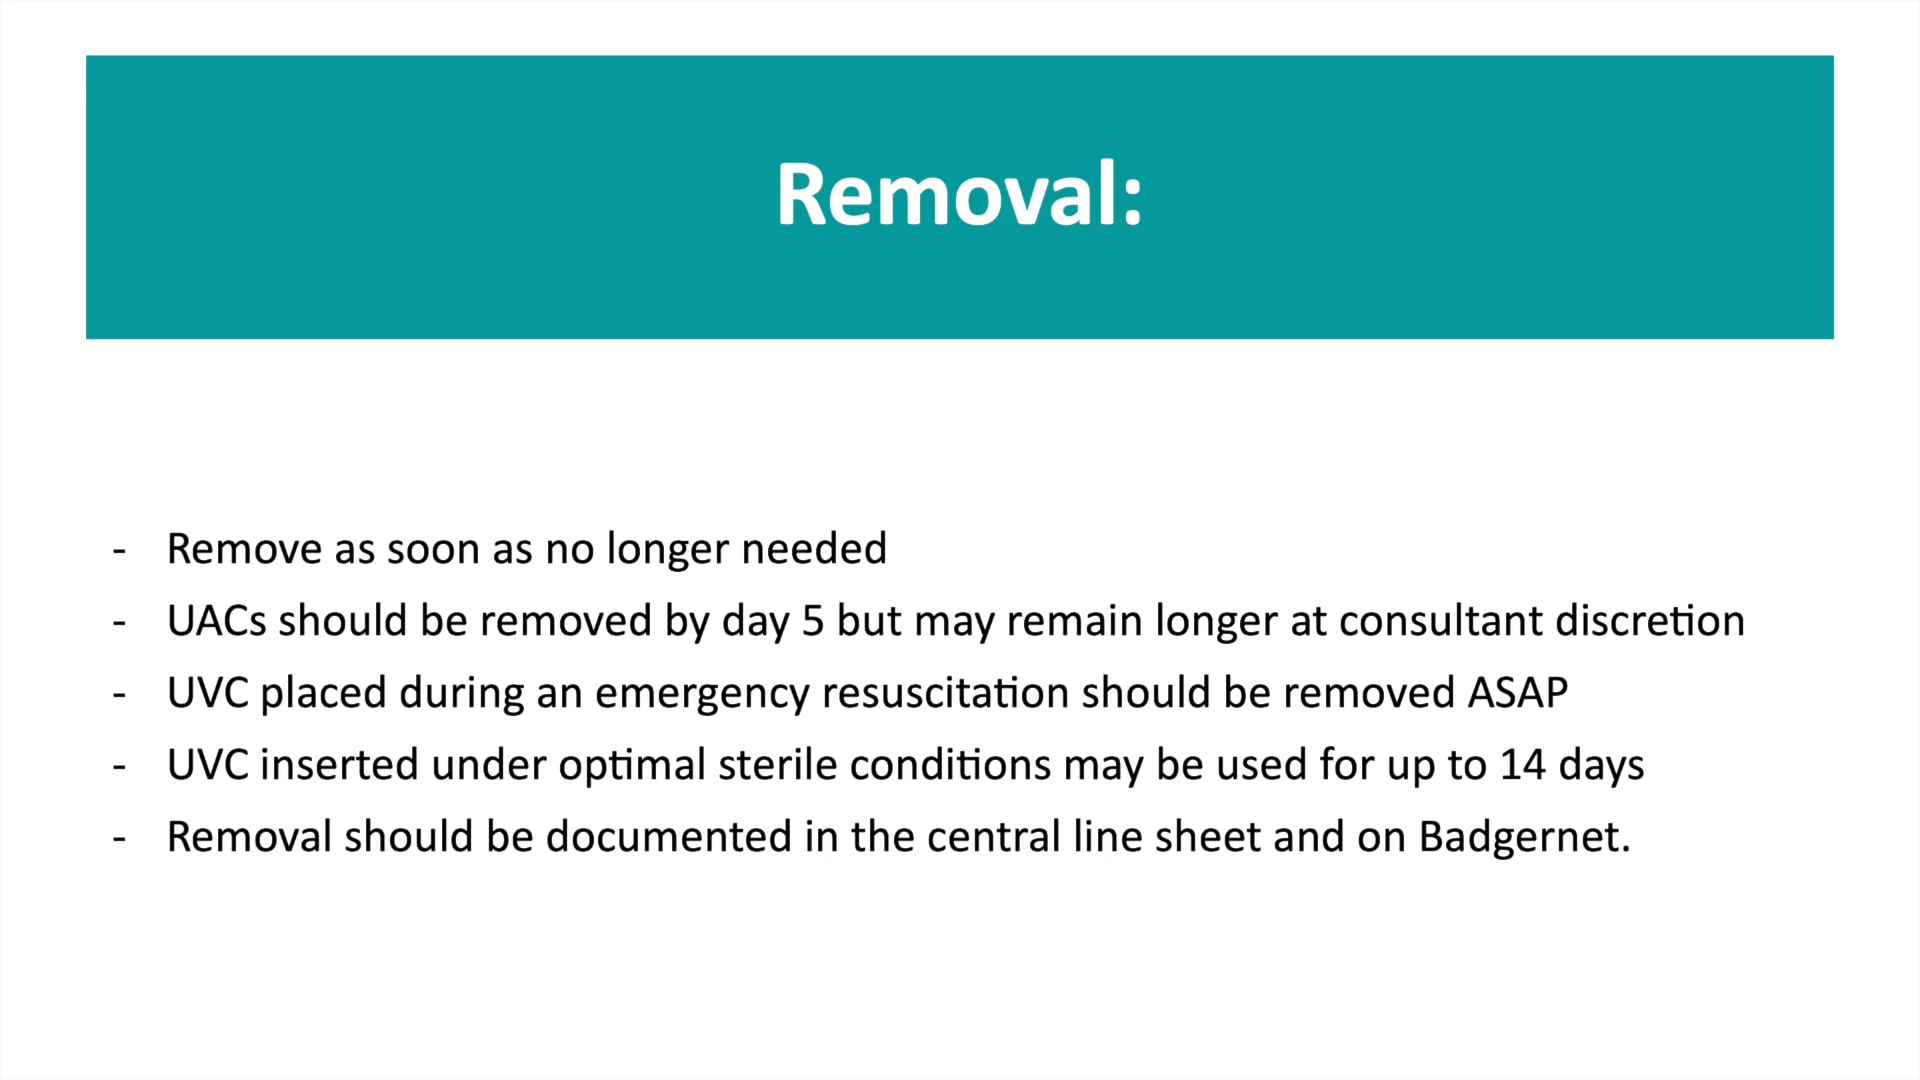 Removal:
- Remove as soon as no longer needed
- UACs should be removed by day 5 but may remain longer at consultant discretion
- UVC placed during an emergency resuscitation should be removed ASAP
- UVC inserted under optimal sterile conditions may be used for up to 14 days
- Removal should be documented in the central line sheet and on Badgernet.